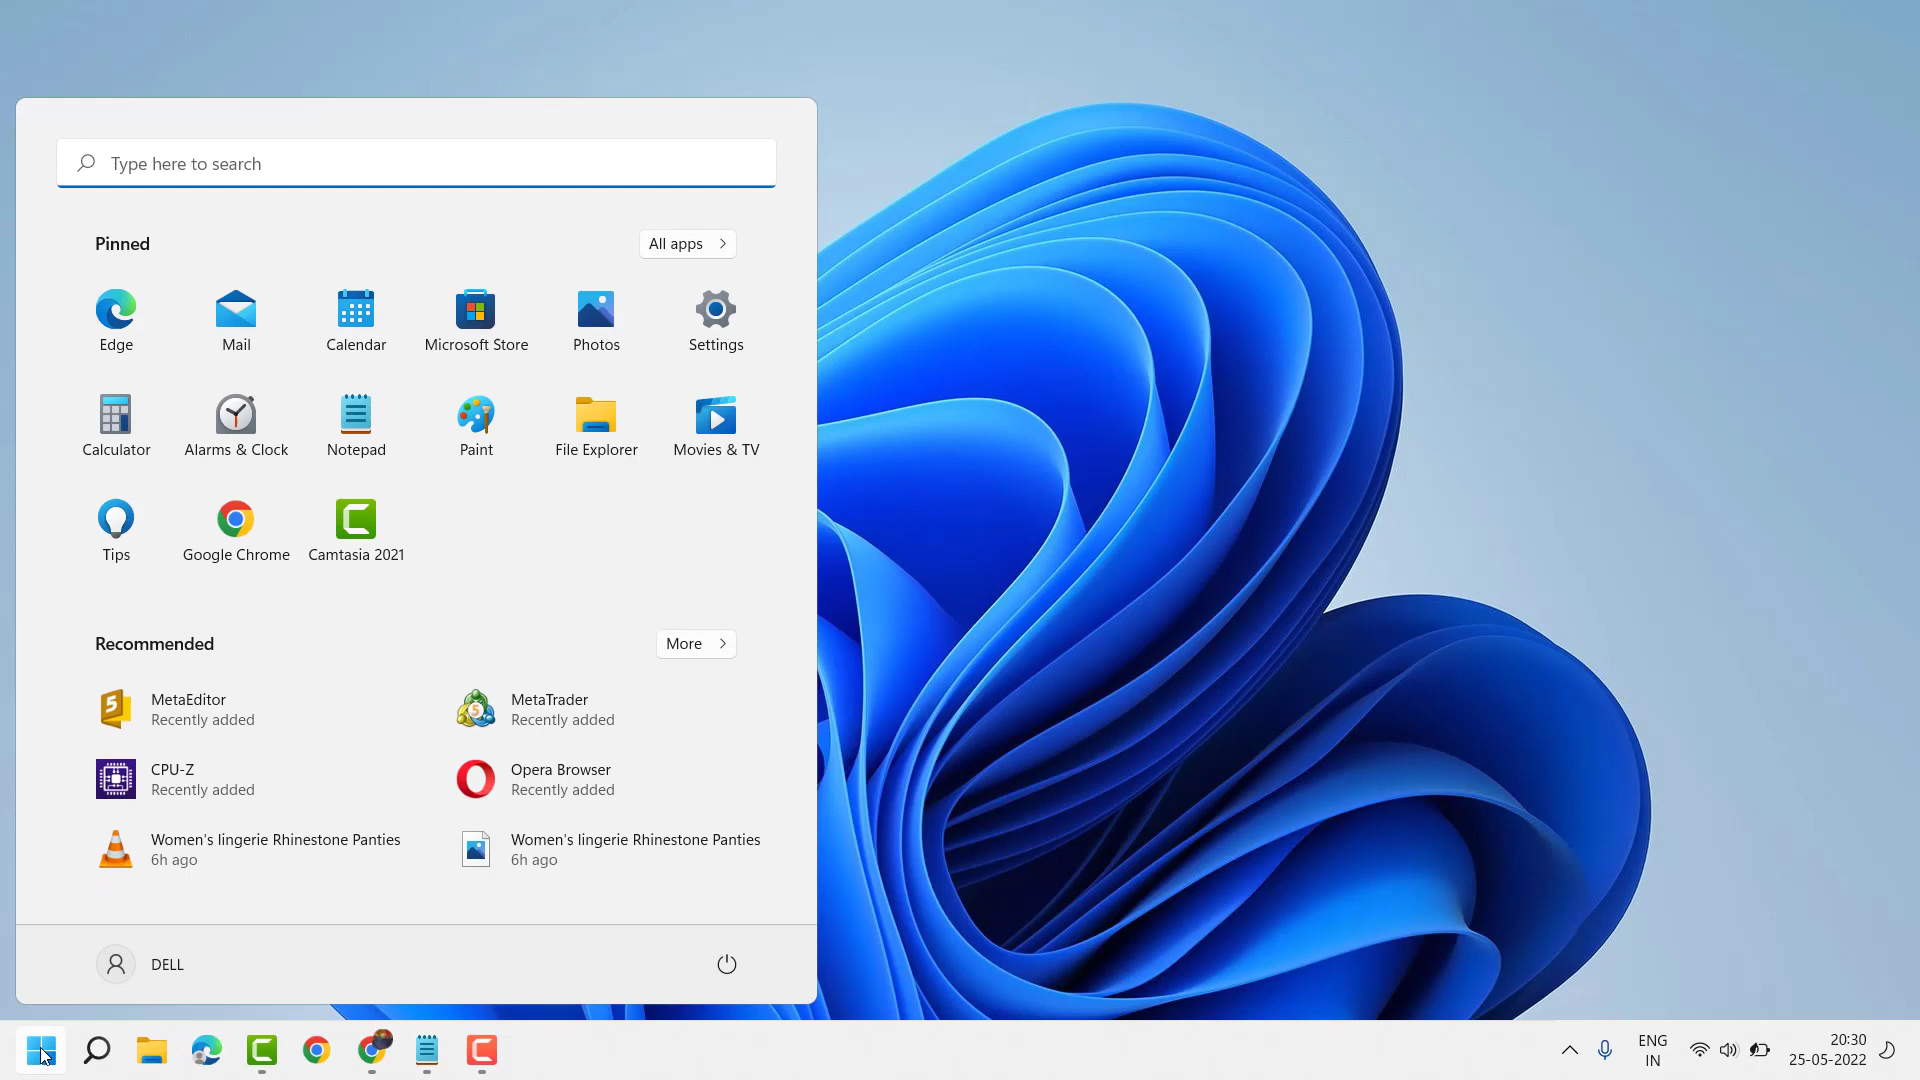 Type here to search
Pinned
All apps
Edge
Mail
Calendar
Microsoft Store
Photos
Settings
Calculator
Alarms & Clock
Notepad
Paint
File Explorer
Movies & TV
Tips
Google Chrome
Camtasia 2021
Recommended
More
MetaEditor
Recently added
MetaTrader
Recently added
CPU-Z
Recently added
Opera Browser
Recently added
Women's lingerie Rhinestone Panties
6h ago
Women's lingerie Rhinestone Panties
6h ago
DELL
ENG
IN
20:30
25-05-2022